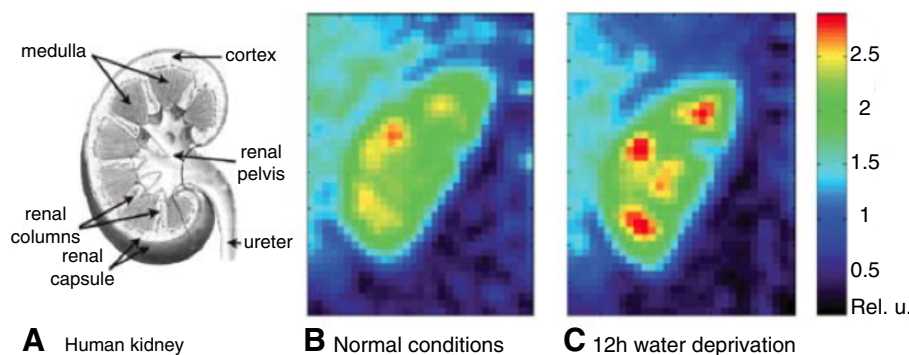 medulla
cortex
renal
pelvis
renal
columns
renal
capsule
ureter
A Human kidney
B Normal conditions
C 12h water deprivation
2.5
2
1.5
1
0.5
Rel. u.